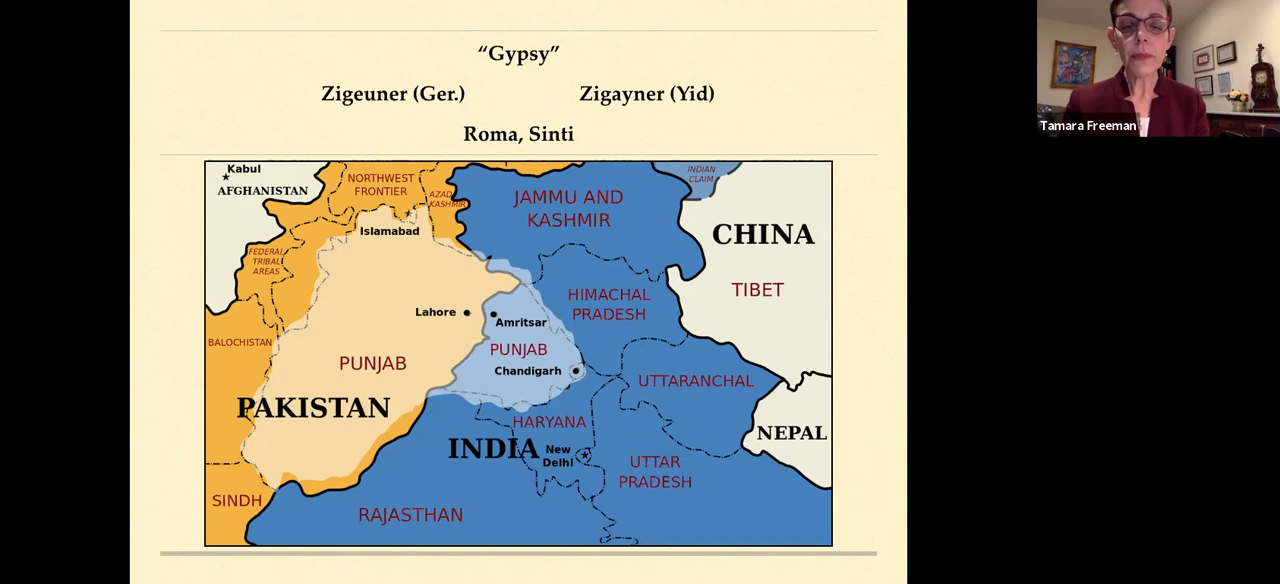 “Gypsy”
Zigeuner (Ger.) Zigayner (Yid)
Roma, Sinti
Kabul
AFGHANISTAN
NORTHWEST
FRONTIER
AZAD
KASHMIR
INDIAN
CLAIM
JAMMU AND
KASHMIR
Islamabad
CHINA
TIBET
FEDERAL
TRIBAL
AREAS
HIMACHAL
PRADESH
Lahore
Amritsar
BALOCHISTAN
PUNJAB
PUNJAB
Chandigarh
UTTARANCHAL
PAKISTAN
HARYANA
NEPAL
INDIA
New
Delhi
UTTAR
PRADESH
SINDH
RAJASTHAN
Tamara Freeman